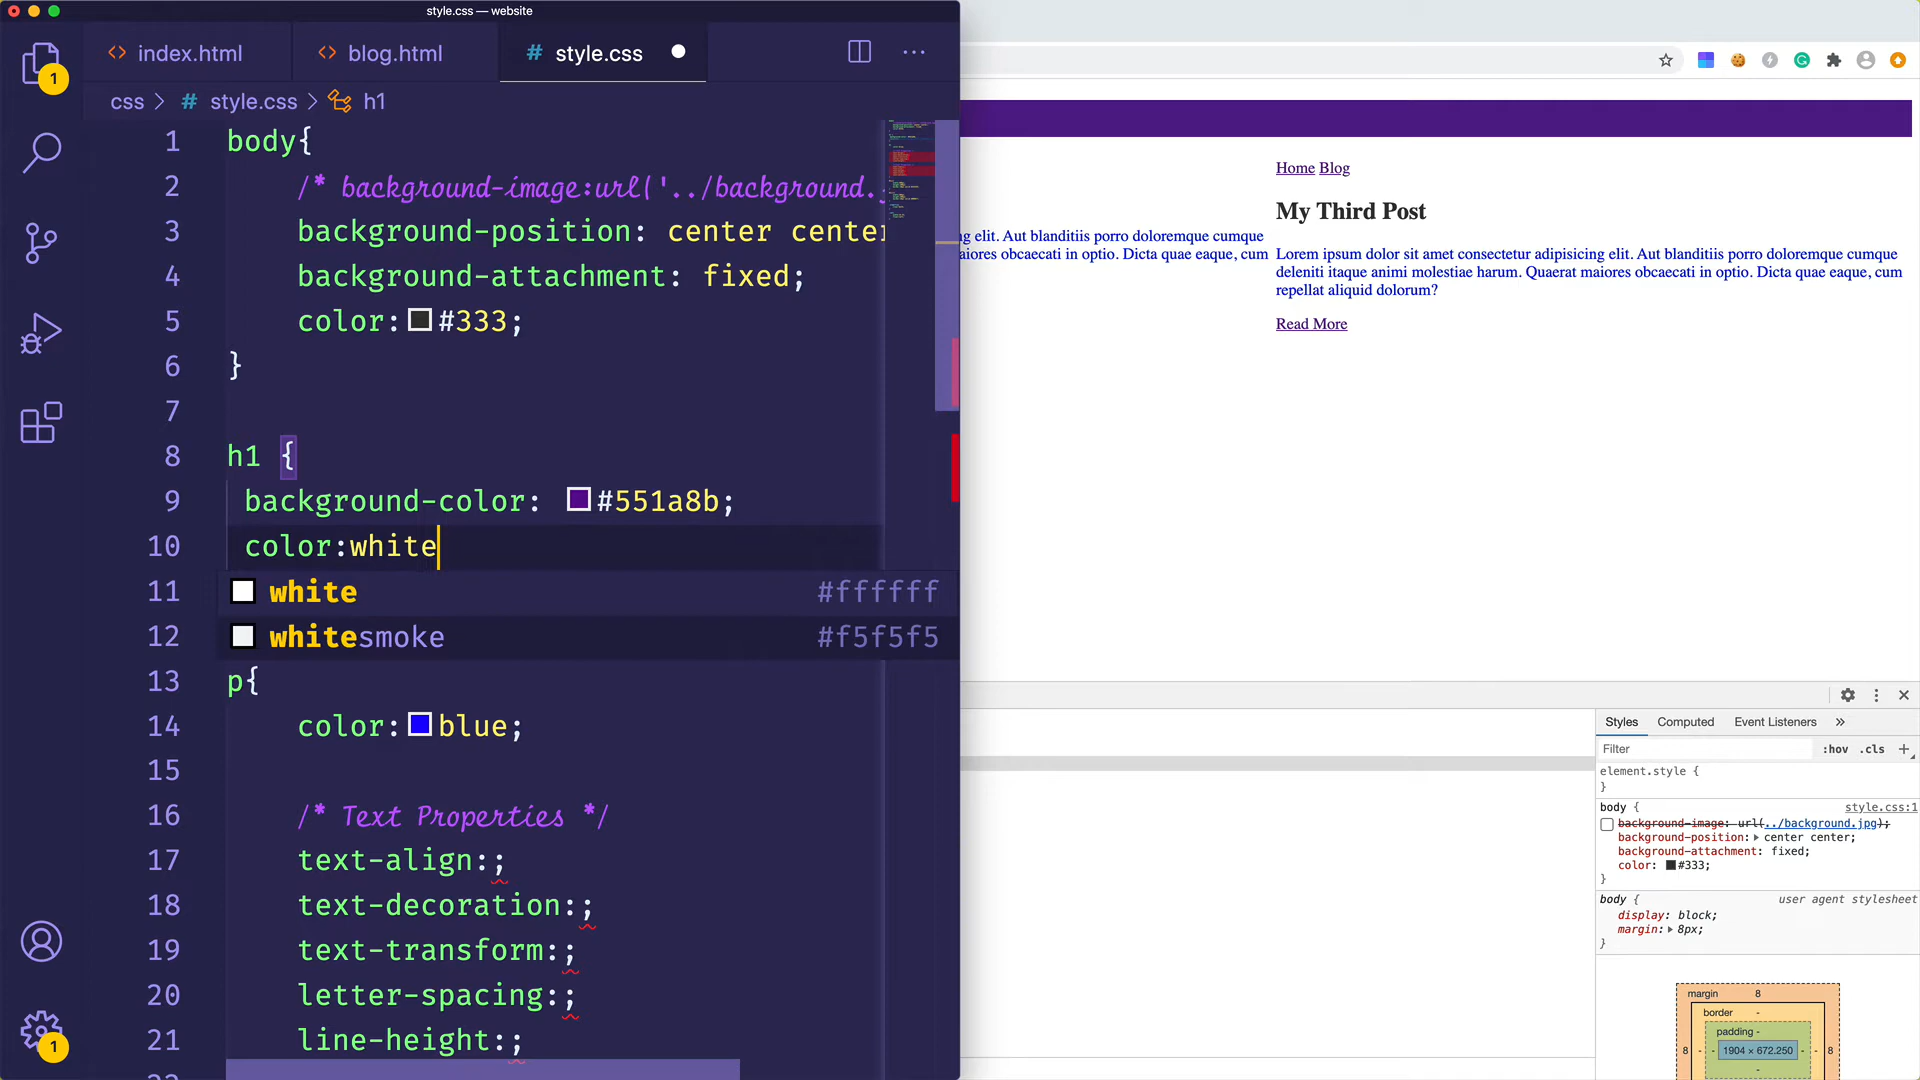 style.css — website
index.html
blog.html
style.css
css
style.css
h1
1 body{
2 /* background-image:url('../background.
3 background-position: center center
4 background-attachment: fixed;
5 color: #333;
6 }
7
8 h1 {
9 background-color: #551a8b;
10 color:white
11 white #ffffff
12 whitesmoke #f5f5f5
13 p{
14 color: blue;
15
16 /* Text Properties */
17 text-align:;
18 text-decoration:;
19 text-transform:;
20 letter-spacing:;
21 line-height:;
1
1
Home Blog
My Third Post
ng elit. Aut blanditiis porro doloremque cumque
aiores obcaecati in optio. Dicta quae eaque, cum
Lorem ipsum dolor sit amet consectetur adipisicing elit. Aut blanditiis porro doloremque cumque
deleniti itaque animi molestiae harum. Quaerat maiores obcaecati in optio. Dicta quae eaque, cum
repellat aliquid dolorum?
Read More
Styles Computed Event Listeners
Filter :hov .cls +
element.style {
}
body { style.css:1
background-image: url(../background.jpg);
background-position: center center;
background-attachment: fixed;
color: #333;
}
body { user agent stylesheet
display: block;
margin: 8px;
}
margin 8
border -
padding -
8 - - 1904 × 672.250 - - 8
-